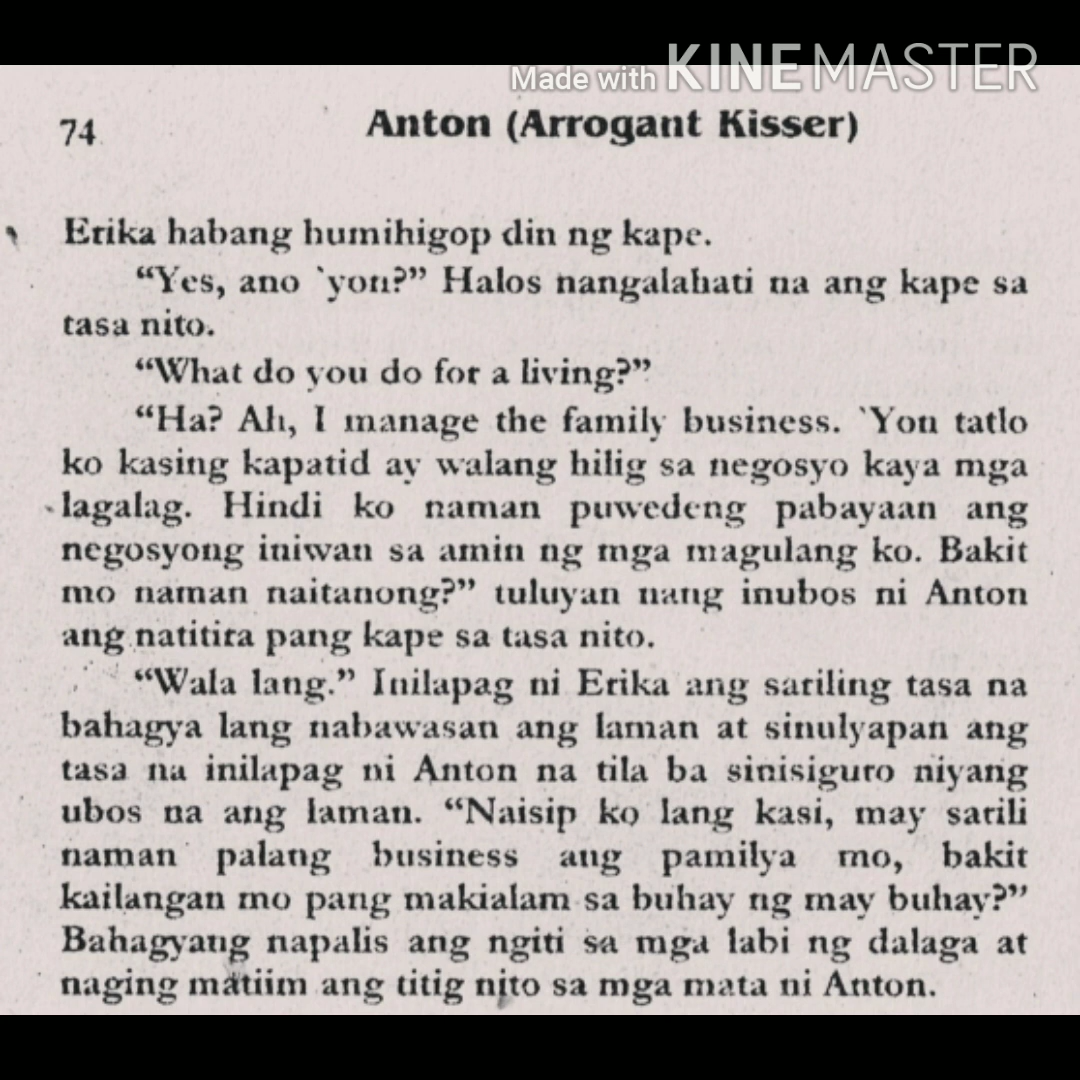 Made with KINEMASTER
74 Anton (Arrogant Kisser)
Erika habang humihigop din ng kape.
“Yes, ano `yon?” Halos nangalahati na ang kape sa
tasa nito.
“What do you do for a living?”
“Ha? Ah, I manage the family business. `Yon tatlo
ko kasing kapatid ay walang hilig sa negosyo kaya mga
lagalag. Hindi ko naman puwedeng pabayaan ang
negosyong iniwan sa amin ng mga magulang ko. Bakit
mo naman naitanong?” tuluyan nang inubos ni Anton
ang natitira pang kape sa tasa nito.
“Wala lang.” Inilapag ni Erika ang sariling tasa na
bahagya lang nabawasan ang laman at sinulyapan ang
tasa na inilapag ni Anton na tila ba sinisiguro niyang
ubos na ang laman. “Naisip ko lang kasi, may sarili
naman palang business ang pamilya mo, bakit
kailangan mo pang makialam sa buhay ng may buhay?”
Bahagyang napalis ang ngiti sa mga labi ng dalaga at
naging matiim ang titig nito sa mga mata ni Anton.